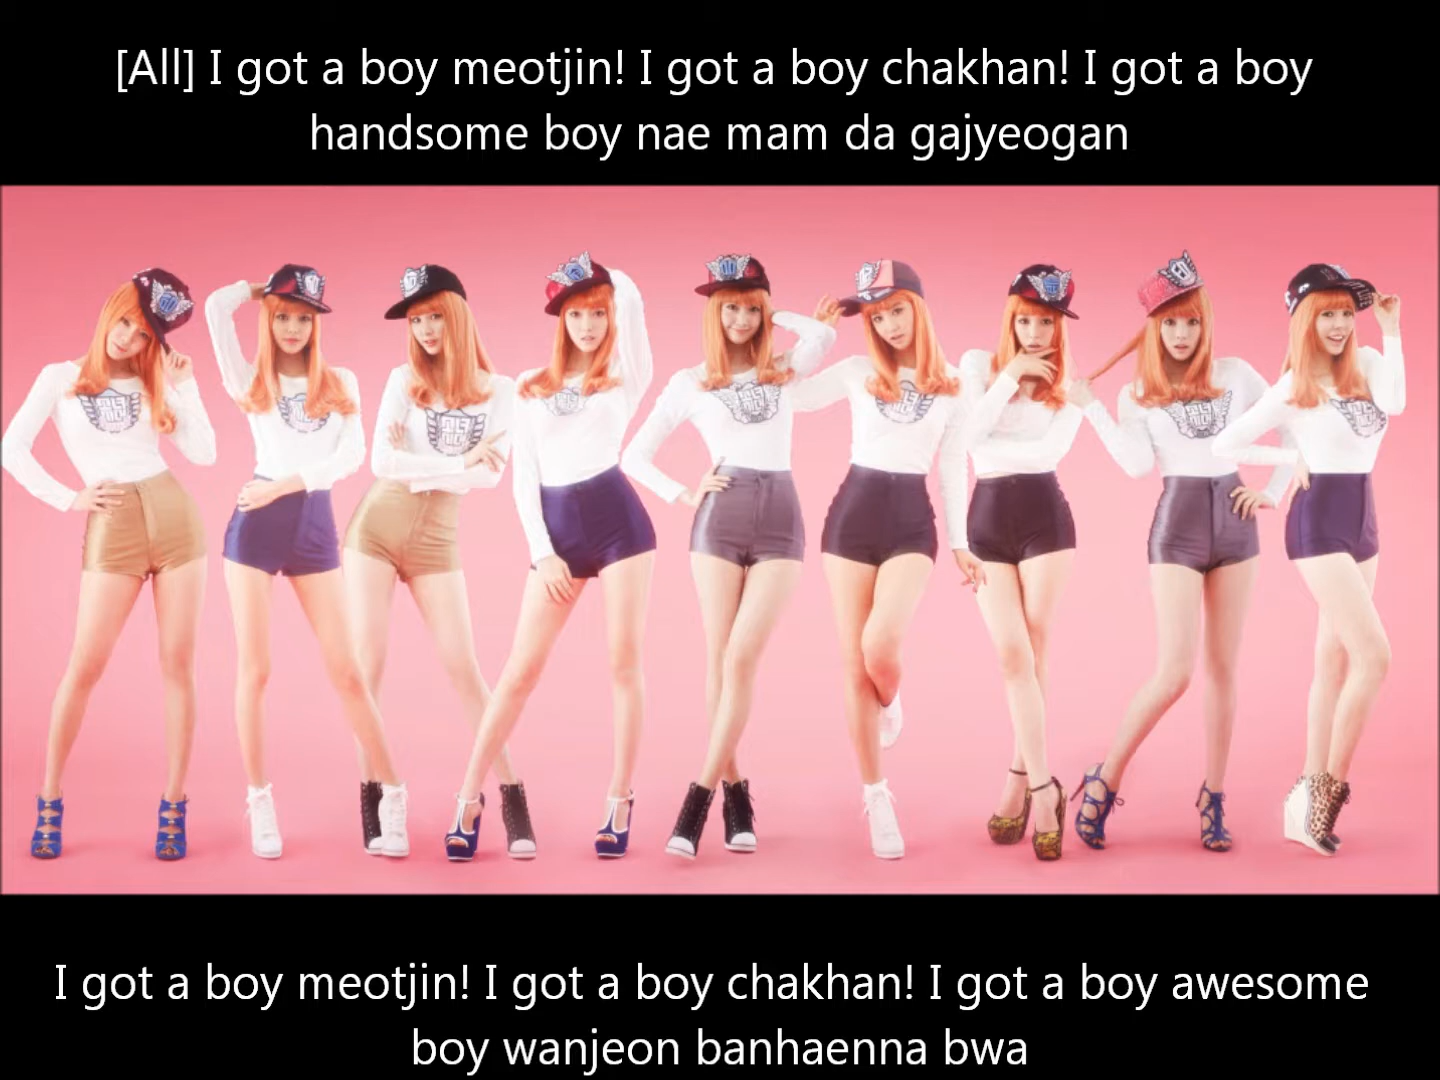 [All] I got a boy meotjin! I got a boy chakhan! I got a boy
handsome boy nae mam da gajyeogan
I got a boy meotjin! I got a boy chakhan! I got a boy awesome
boy wanjeon banhaenna bwa